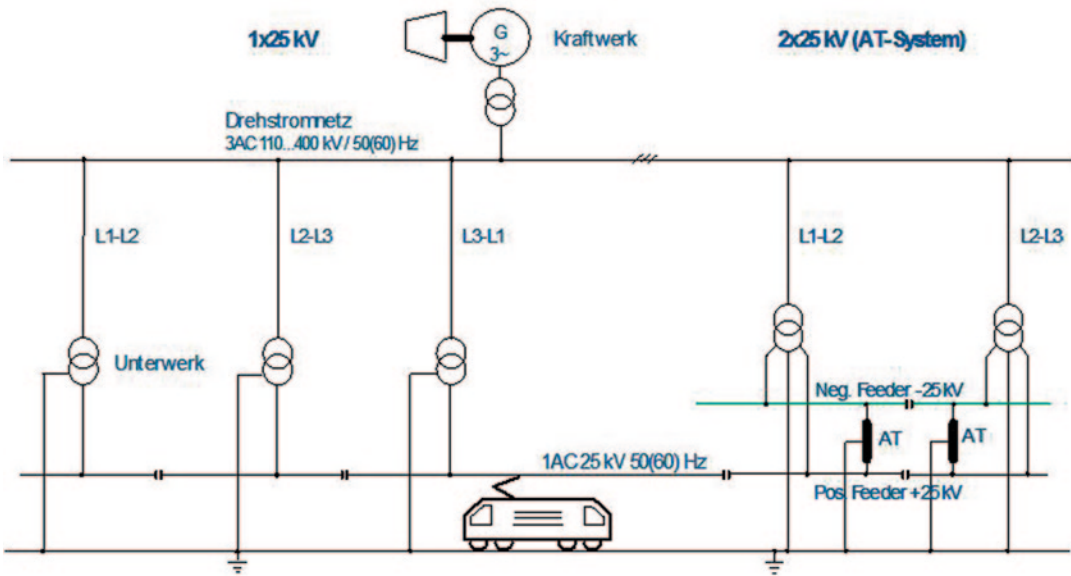 1x25 kV
G
3~
Kraftwerk
2x25 kV (AT-System)
Drehstromnetz
3AC 110...400 kV / 50(60) Hz
L1-L2
L2-L3
L3-L1
L1-L2
L2-L3
Unterwerk
Neg. Feeder -25 kV
AT
AT
1AC 25 kV 50(60) Hz
Pos. Feeder +25 kV